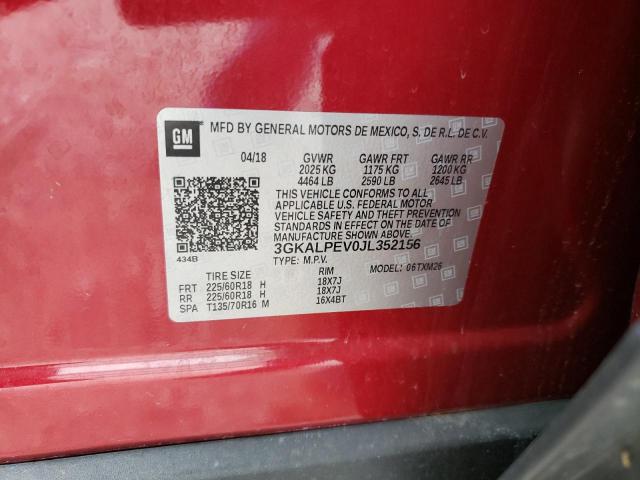 GM MFD BY GENERAL MOTORS DE MEXICO, S. DE R.L. DE C.V.
04/18 GVWR GAWR FRT GAWR RR
2025 KG 1175 KG 1200 KG
4464 LB 2590 LB 2645 LB
THIS VEHICLE CONFORMS TO ALL
APPLICABLE U.S. FEDERAL MOTOR
VEHICLE SAFETY AND THEFT PREVENTION
STANDARDS IN EFFECT ON THE DATE OF
MANUFACTURE SHOWN ABOVE.
3GKALPEV0JL352156
434B TYPE: M.P.V. MODEL: 06TXM26
TIRE SIZE RIM
FRT 225/60R18 H 18X7J
RR 225/60R18 H 18X7J
SPA T135/70R16 M 16X4BT